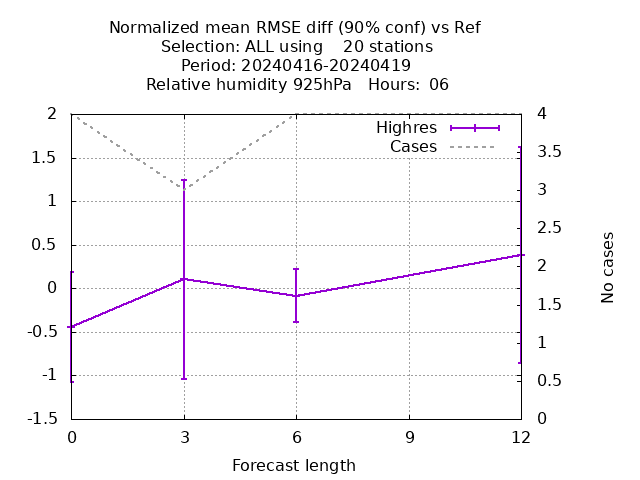 Normalized mean RMSE diff (90% conf) vs Ref
Selection: ALL using    20 stations
Period: 20240416-20240419
Relative humidity 925hPa   Hours:  06
Highres
Cases
2
1.5
1
0.5
0
-0.5
-1
-1.5
4
3.5
3
2.5
2
1.5
1
0.5
0
No cases
0 3 6 9 12
Forecast length